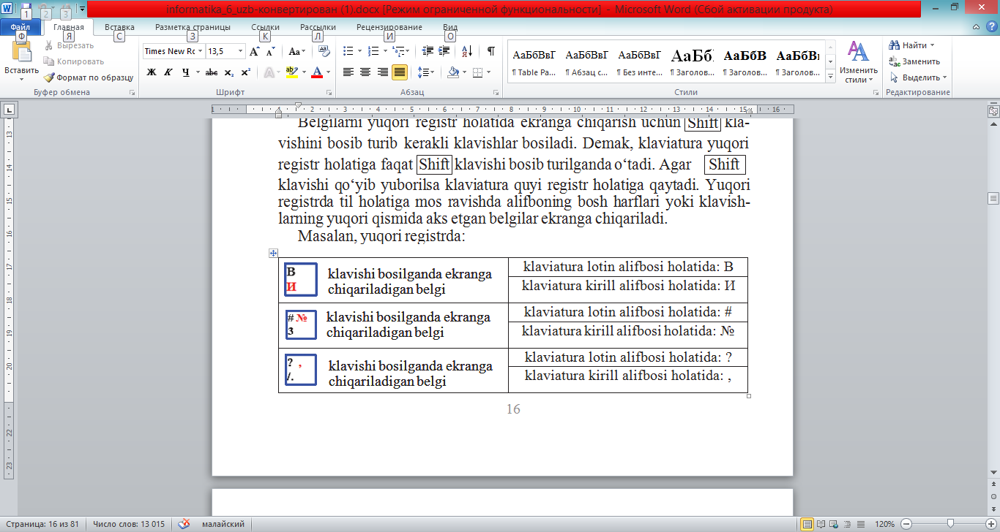 informatika_6_uzb-конвертирован (1).docx [Режим ограниченной функциональности] - Microsoft Word (Сбой активации продукта)
1 2 3
Файл Главная Вставка Разметка страницы Ссылки Рассылки Рецензирование Вид
Ф Я С З К Л И О
Вставить
Вырезать
Копировать
Формат по образцу
Буфер обмена
Times New Rc 13,5
Шрифт
Абзац
АаБбВвГ АаБбВвГ АаБбВвГ АаБб АаБбВ АаБбВв
¶ Table Pa... ¶ Абзац с... ¶ Без инте... ¶ Заголов... ¶ Заголов... ¶ Заголов...
Стили
Изменить стили
Найти
Заменить
Выделить
Редактирование
Belgilarni yuqori registr holatida ekranga chiqarish uchun Shift kla-
vishini bosib turib kerakli klavishlar bosiladi. Demak, klaviatura yuqori
registr holatiga faqat Shift klavishi bosib turilganda o‘tadi. Agar Shift
klavishi qo‘yib yuborilsa klaviatura quyi registr holatiga qaytadi. Yuqori
registrda til holatiga mos ravishda alifboning bosh harflari yoki klavish-
larning yuqori qismida aks etgan belgilar ekranga chiqariladi.
Masalan, yuqori registrda:
B
И
klavishi bosilganda ekranga
chiqariladigan belgi
klaviatura lotin alifbosi holatida: B
klaviatura kirill alifbosi holatida: И
# №
3
klavishi bosilganda ekranga
chiqariladigan belgi
klaviatura lotin alifbosi holatida: #
klaviatura kirill alifbosi holatida: №
? ,
/.
klavishi bosilganda ekranga
chiqariladigan belgi
klaviatura lotin alifbosi holatida: ?
klaviatura kirill alifbosi holatida: ,
16
Страница: 16 из 81 Число слов: 13 015 малайский 120%